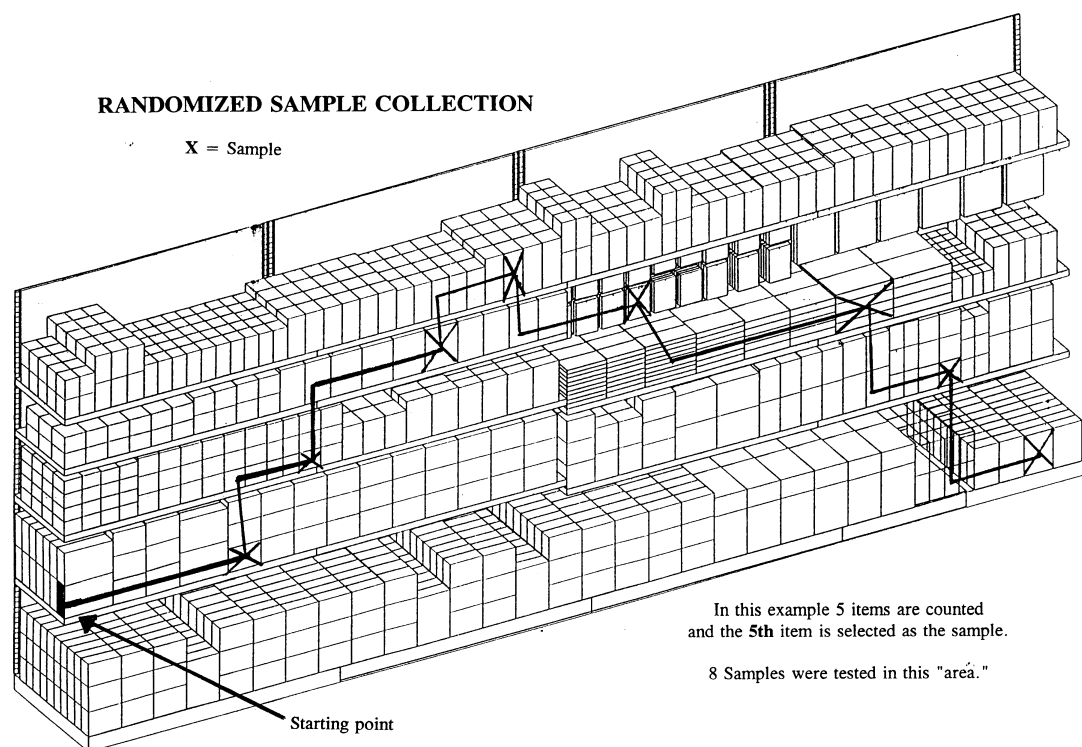 RANDOMIZED SAMPLE COLLECTION
X = Sample
In this example 5 items are counted
and the 5th item is selected as the sample.
8 Samples were tested in this "area."
Starting point